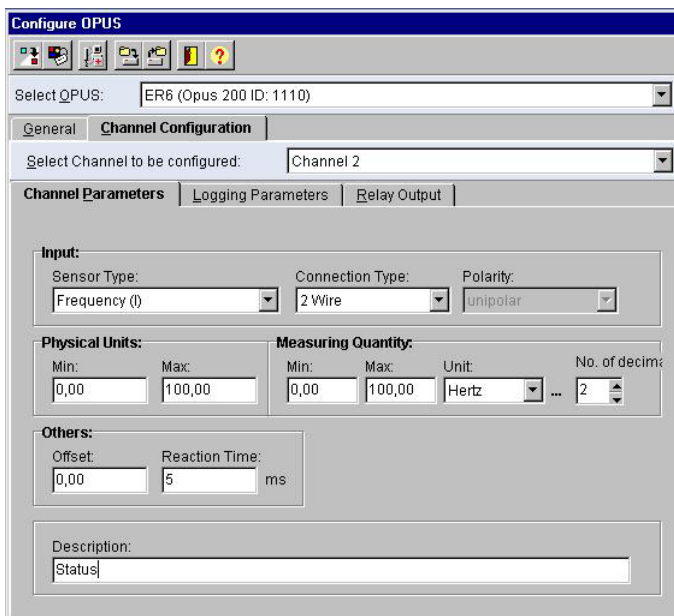 Configure OPUS
Select OPUS: ER6 (Opus 200 ID: 1110)
General Channel Configuration
Select Channel to be configured: Channel 2
Channel Parameters Logging Parameters Relay Output
Input:
Sensor Type: Connection Type: Polarity:
Frequency (I) 2 Wire unipolar
Physical Units: Measuring Quantity:
Min: Max: Min: Max: Unit: No. of decima
0,00 100,00 0,00 100,00 Hertz ... 2
Others:
Offset: Reaction Time:
0,00 5 ms
Description:
Status